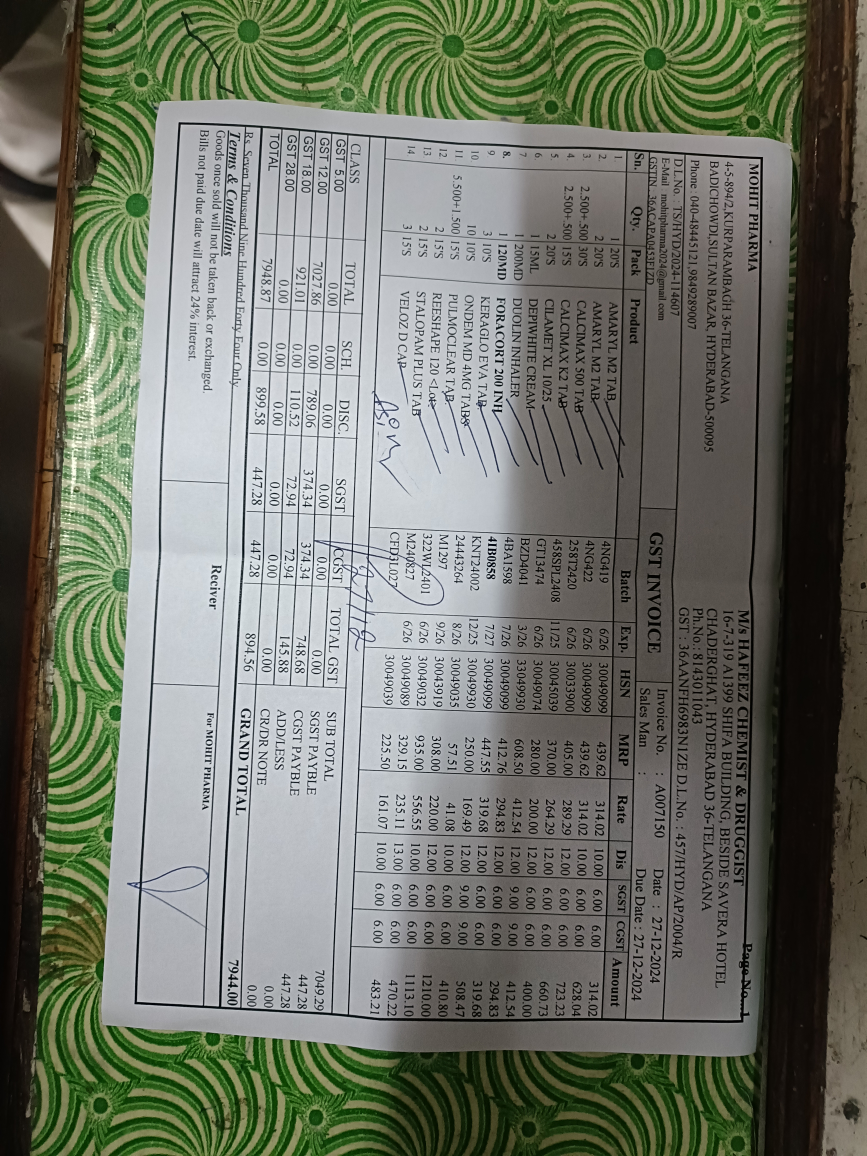 Page No..1
MOHIT PHARMA
4-5-894/2,KURPARAMBAGH 36-TELANGANA
BADICHOWDI,SULTAN BAZAR, HYDERABAD-500095
Phone : 040-48445121,9849289007
D.L.No. : TS/HYD/2024-114607
E-Mail : mohitpharma2024@gmail.com
GSTIN : 36ACAPA0453H1ZD
M/s HAFEEZ CHEMIST & DRUGGIST
16-7-319 A1399 SHIFA BUILDING, BESIDE SAVERA HOTEL
CHADERGHAT, HYDERABAD 36-TELANGANA
Ph.No.: 8143011043
GST : 36AANFH6983N1ZE D.L.No. : 457/HYD/AP/2004/R
GST INVOICE
Invoice No. : A007150 Date : 27-12-2024
Sales Man : Due Date : 27-12-2024
Sn. Qty. Pack Product Batch Exp. HSN MRP Rate Dis SGST CGST Amount
1 1 20'S AMARYL M2 TAB 4NG419 6/26 30049099 439.62 314.02 10.00 6.00 6.00 314.02
2. 2 20'S AMARYL M2 TAB 4NG422 6/26 30049099 439.62 314.02 10.00 6.00 6.00 628.04
3. 2.500+.500 30'S CALCIMAX 500 TAB 258T2420 6/26 30033900 405.00 289.29 12.00 6.00 6.00 723.23
4. 2.500+.500 15'S CALCIMAX K2 TAB 458SPL2408 11/25 30045039 370.00 264.29 12.00 6.00 6.00 660.73
5. 2 20'S CILAMET XL 10/25 GT13474 6/26 30049074 280.00 200.00 12.00 6.00 6.00 400.00
6. 1 15ML DEPIWHITE CREAM BZD4041 3/26 33049930 608.50 412.54 12.00 9.00 9.00 412.54
7 1 200MD DUOLIN INHALER 4BA1598 7/26 30049099 412.76 294.83 12.00 6.00 6.00 294.83
8. 1 120MD FORACORT 200 INH 41B0858 7/27 30049099 447.55 319.68 12.00 6.00 6.00 319.68
9 3 10'S KERAGLO EVA TAB KNT24002 12/25 30049930 250.00 169.49 12.00 9.00 9.00 508.47
10 10 10'S ONDEM MD 4MG TABS 24443264 8/26 30049035 57.51 41.08 10.00 6.00 6.00 410.80
11. 5.500+1.500 15'S PULMOCLEAR TAB M1297 9/26 30043919 308.00 220.00 12.00 6.00 6.00 1210.00
12 2 15'S REESHAPE 120 <Lot> 322WL2401 6/26 30049032 935.00 556.55 10.00 6.00 6.00 1113.10
13. 2 15'S STALOPAM PLUS TAB M240827 6/26 30049089 329.15 235.11 13.00 6.00 6.00 470.22
14 3 15'S VELOZ D CAP 30049039 225.50 161.07 10.00 6.00 6.00 483.21
CLASS TOTAL SCH. DISC. SGST CGST TOTAL GST
GST 5.00 0.00 0.00 0.00 0.00 0.00 0.00
GST 12.00 7027.86 0.00 789.06 374.34 374.34 748.68
GST 18.00 921.01 0.00 110.52 72.94 72.94 145.88
GST 28.00 0.00 0.00 0.00 0.00 0.00 0.00
TOTAL 7948.87 0.00 899.58 447.28 447.28 894.56
SUB TOTAL 7049.29
SGST PAYBLE 447.28
CGST PAYBLE 447.28
ADD/LESS 0.00
CR/DR NOTE 0.00
Rs. Seven Thousand Nine Hundred Forty Four Only
GRAND TOTAL 7944.00
Terms & Conditions
Goods once sold will not be taken back or exchanged.
Bills not paid due date will attract 24% interest.
Reciver
For MOHIT PHARMA